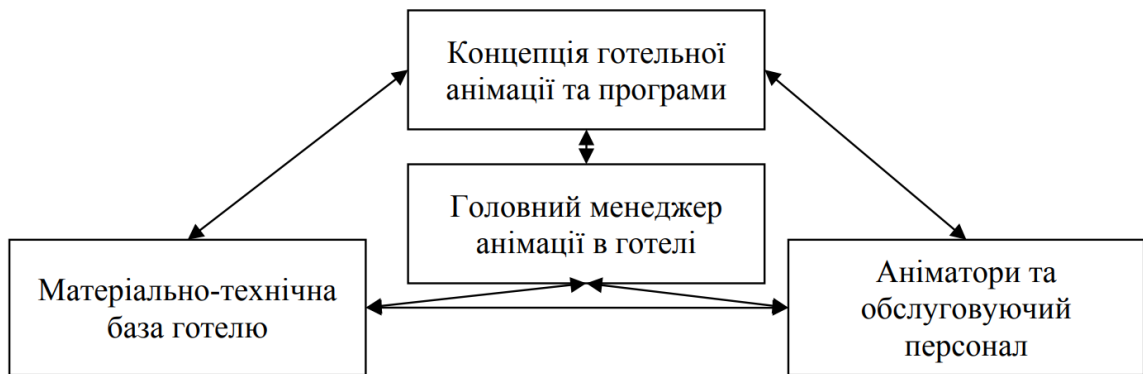 Концепція готельної
анімації та програми
Головний менеджер
анімації в готелі
Матеріально-технічна
база готелю
Аніматори та
обслуговуючий
персонал